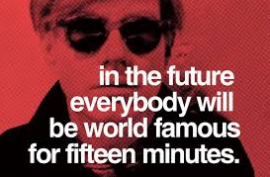 in the future
everybody will
be world famous
for fifteen minutes.